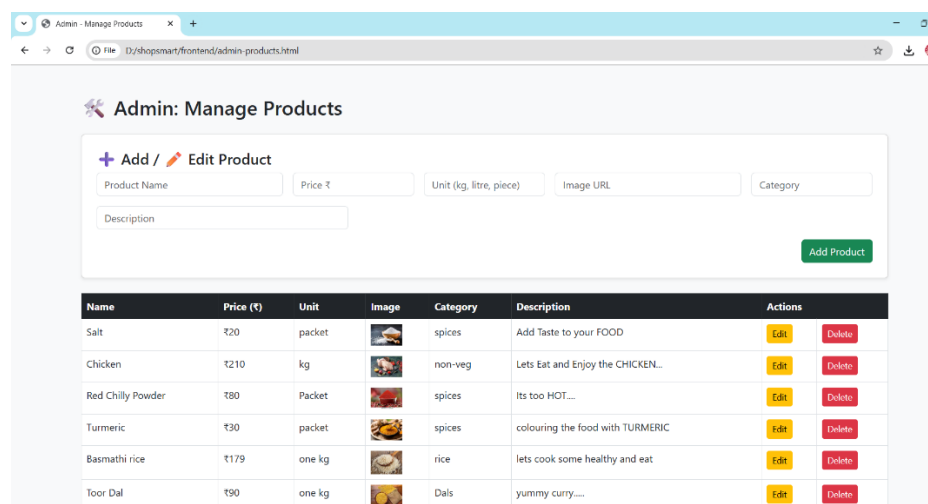 Admin - Manage Products
File D:/shopsmart/frontend/admin-products.html
Admin: Manage Products
Add / Edit Product
Product Name Price ₹ Unit (kg, litre, piece) Image URL Category
Description
Add Product
Name Price (₹) Unit Image Category Description Actions
Salt ₹20 packet spices Add Taste to your FOOD Edit Delete
Chicken ₹210 kg non-veg Lets Eat and Enjoy the CHICKEN... Edit Delete
Red Chilly Powder ₹80 Packet spices Its too HOT.... Edit Delete
Turmeric ₹30 packet spices colouring the food with TURMERIC Edit Delete
Basmathi rice ₹179 one kg rice lets cook some healthy and eat Edit Delete
Toor Dal ₹90 one kg Dals yummy curry..... Edit Delete